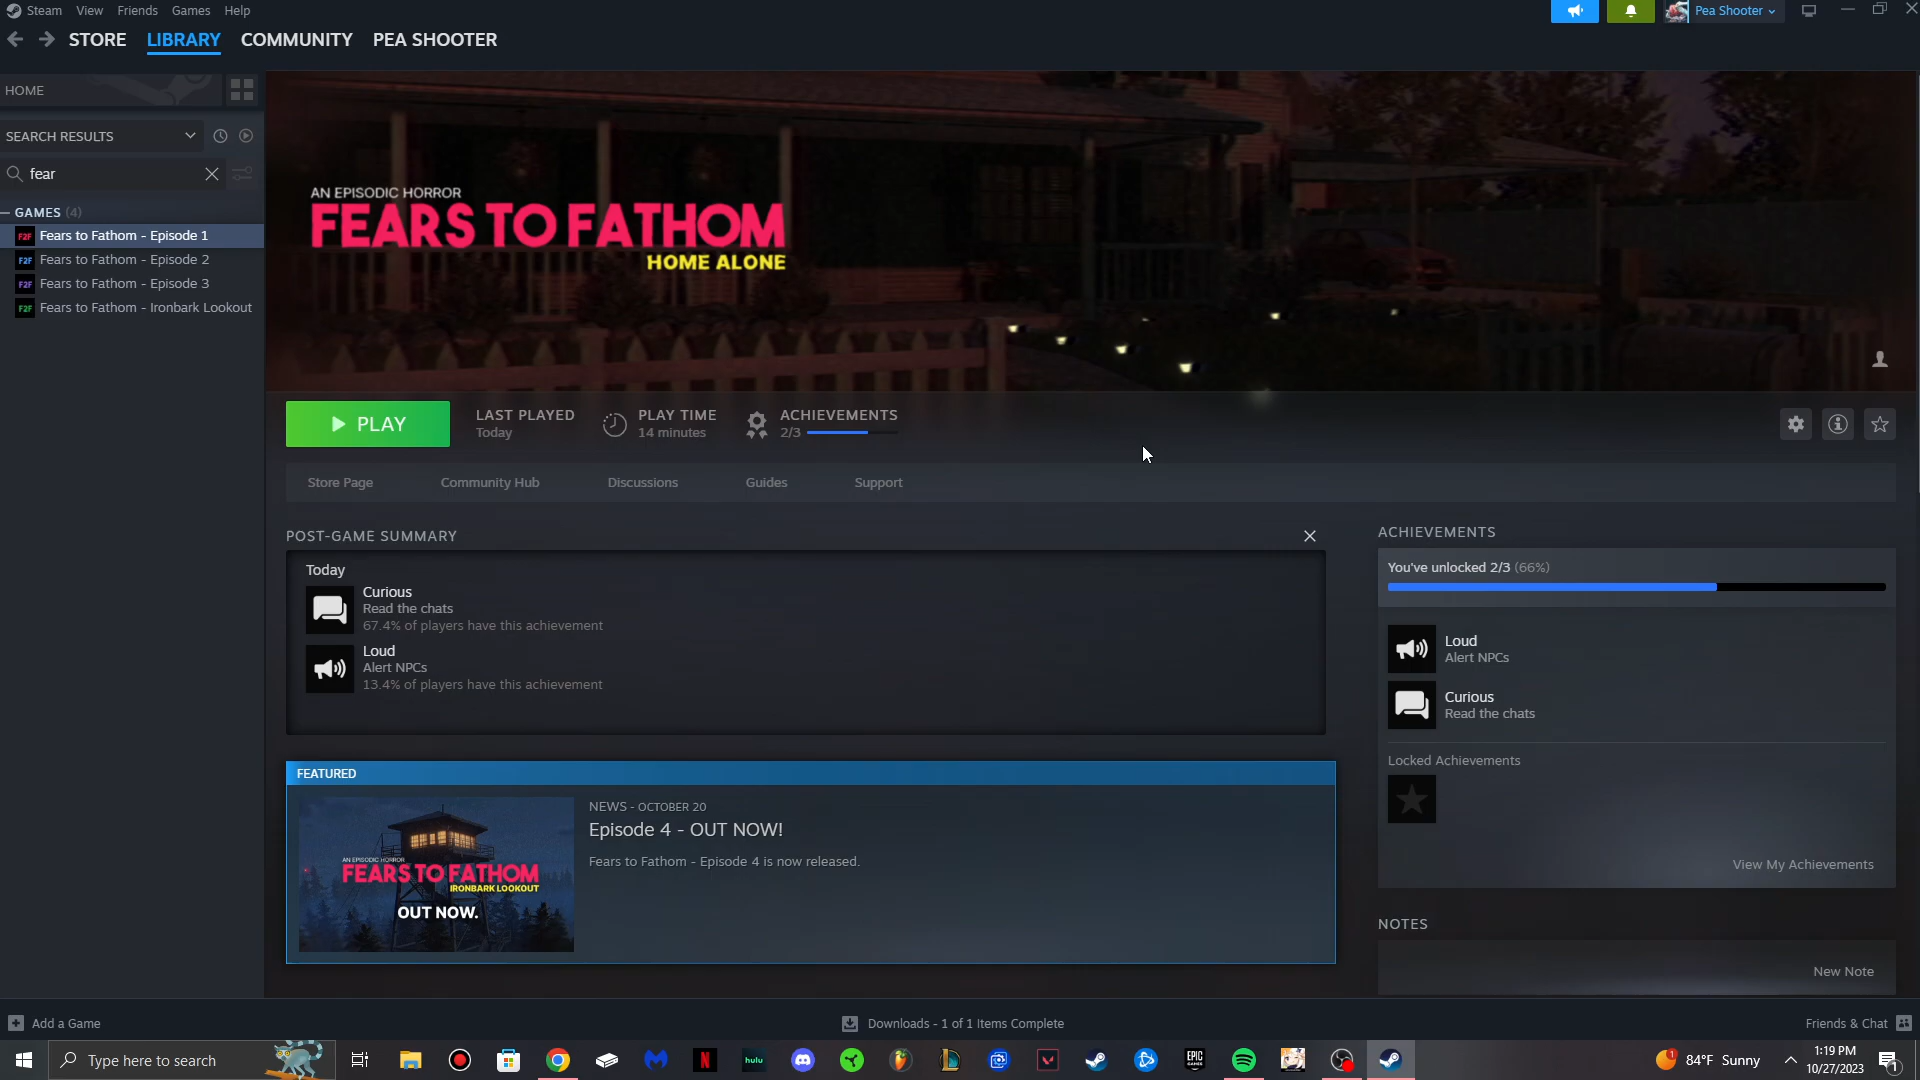 Steam View Friends Games Help
Pea Shooter
STORE LIBRARY COMMUNITY PEA SHOOTER
HOME
SEARCH RESULTS
fear
GAMES (4)
F2F Fears to Fathom - Episode 1
F2F Fears to Fathom - Episode 2
F2F Fears to Fathom - Episode 3
F2F Fears to Fathom - Ironbark Lookout
AN EPISODIC HORROR
FEARS TO FATHOM
HOME ALONE
PLAY
LAST PLAYED
Today
PLAY TIME
14 minutes
ACHIEVEMENTS
2/3
Store Page Community Hub Discussions Guides Support
POST-GAME SUMMARY
Today
Curious
Read the chats
67.4% of players have this achievement
Loud
Alert NPCs
13.4% of players have this achievement
FEATURED
AN EPISODIC HORROR
FEARS TO FATHOM
IRONBARK LOOKOUT
OUT NOW.
NEWS - OCTOBER 20
Episode 4 - OUT NOW!
Fears to Fathom - Episode 4 is now released.
ACHIEVEMENTS
You've unlocked 2/3 (66%)
Loud
Alert NPCs
Curious
Read the chats
Locked Achievements
View My Achievements
NOTES
New Note
Add a Game
Downloads - 1 of 1 Items Complete
Friends & Chat
Type here to search
hulu
EPIC GAMES
1
84°F Sunny
1:19 PM
10/27/2023
1